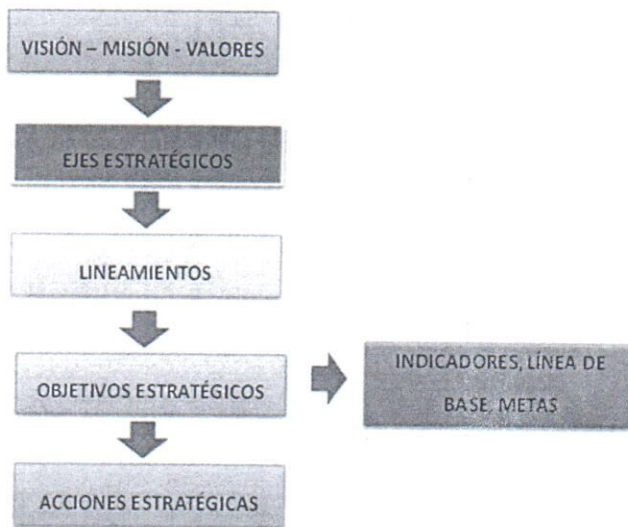 VISIÓN – MISIÓN - VALORES
EJES ESTRATÉGICOS
LINEAMIENTOS
OBJETIVOS ESTRATÉGICOS
INDICADORES, LÍNEA DE
BASE, METAS
ACCIONES ESTRATÉGICAS